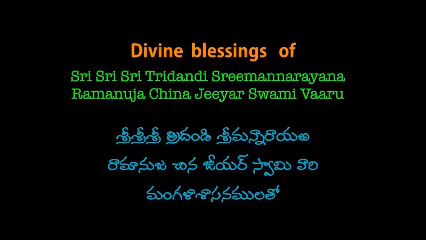 Divine blessings of
Sri Sri Sri Tridandi Sreemannarayana
Ramanuja China Jeeyar Swami Vaaru
శ్రీశ్రీశ్రీ త్రిదండి శ్రీమన్నారాయణ
రామానుజ చిన జీయర్ స్వామి వారి
మంగళాశాసనములతో